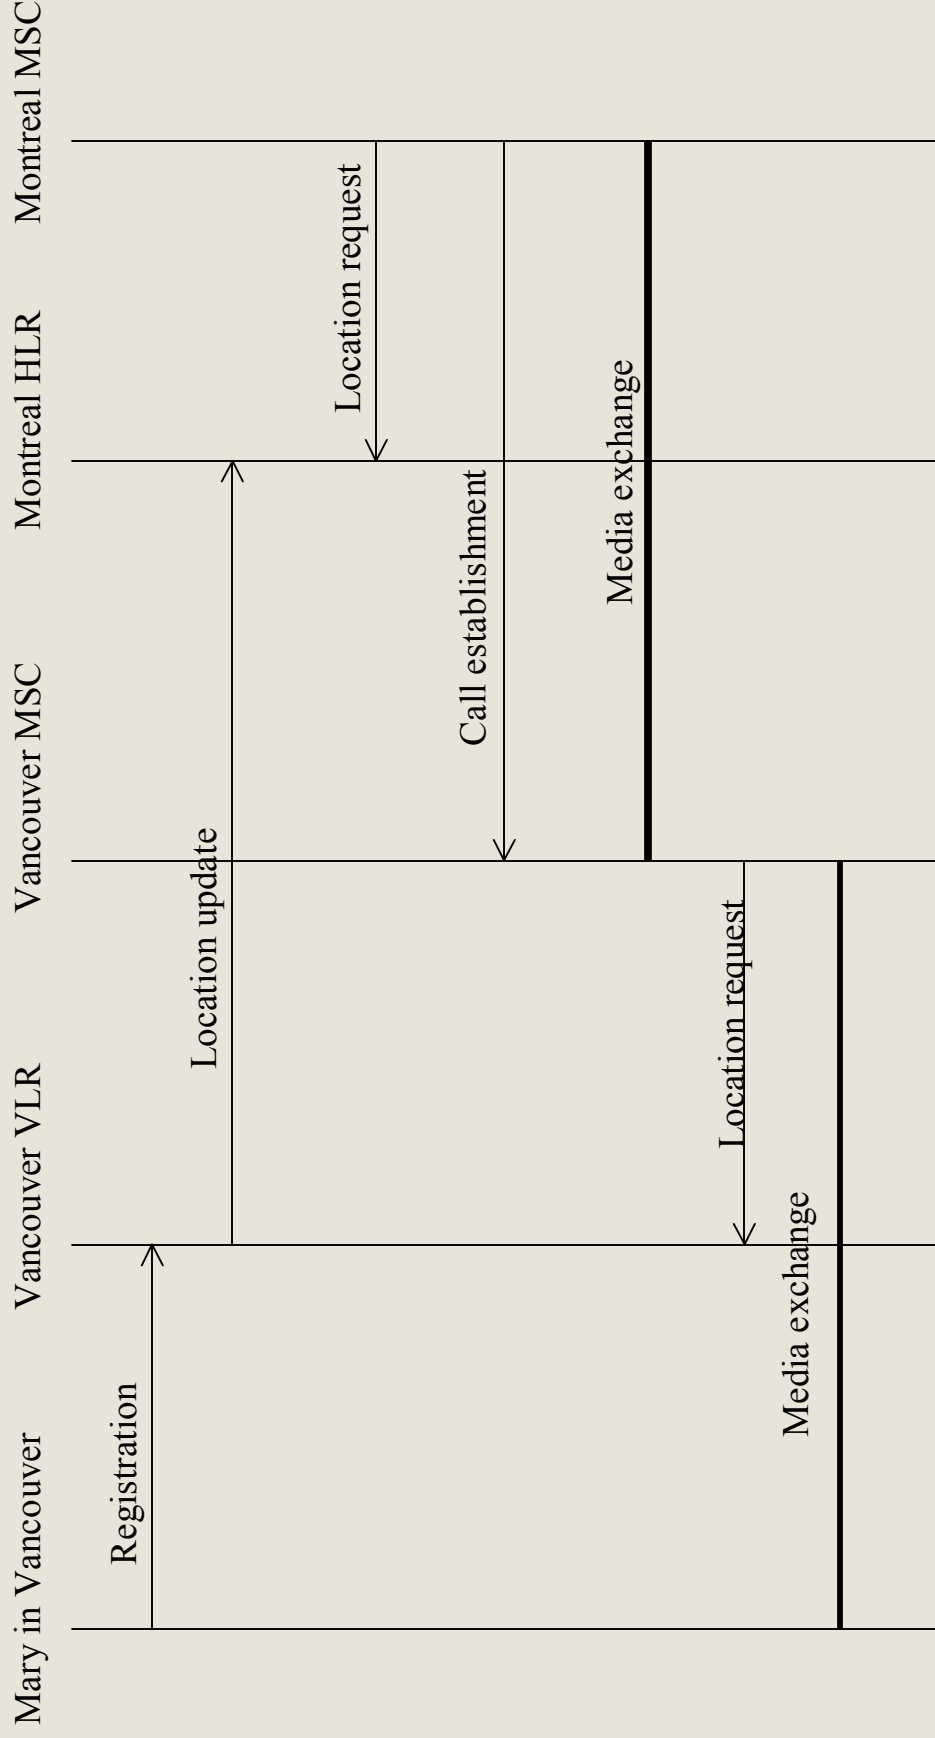 Mary in Vancouver
Vancouver VLR
Vancouver MSC
Montreal HLR
Montreal MSC
Registration
Location update
Location request
Call establishment
Media exchange
Location request
Media exchange